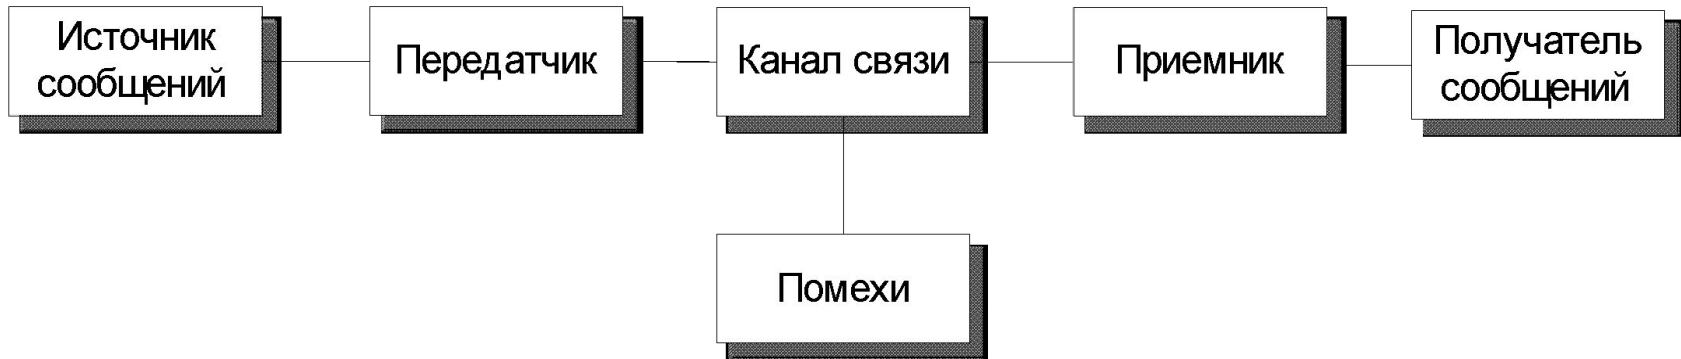 Источник
сообщений
Передатчик
Канал связи
Приемник
Получатель
сообщений
Помехи